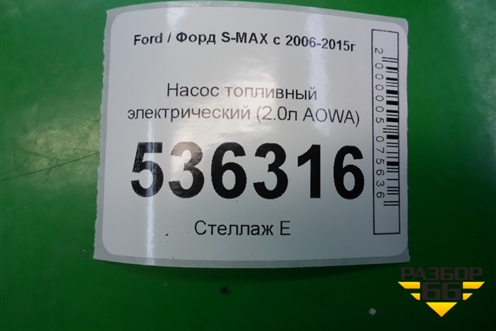 Ford / Форд S-MAX с 2006-2015г
Насос топливный
электрический (2.0л AOWA)
536316
Стеллаж Е
2000005075636
РАЗБОР
66